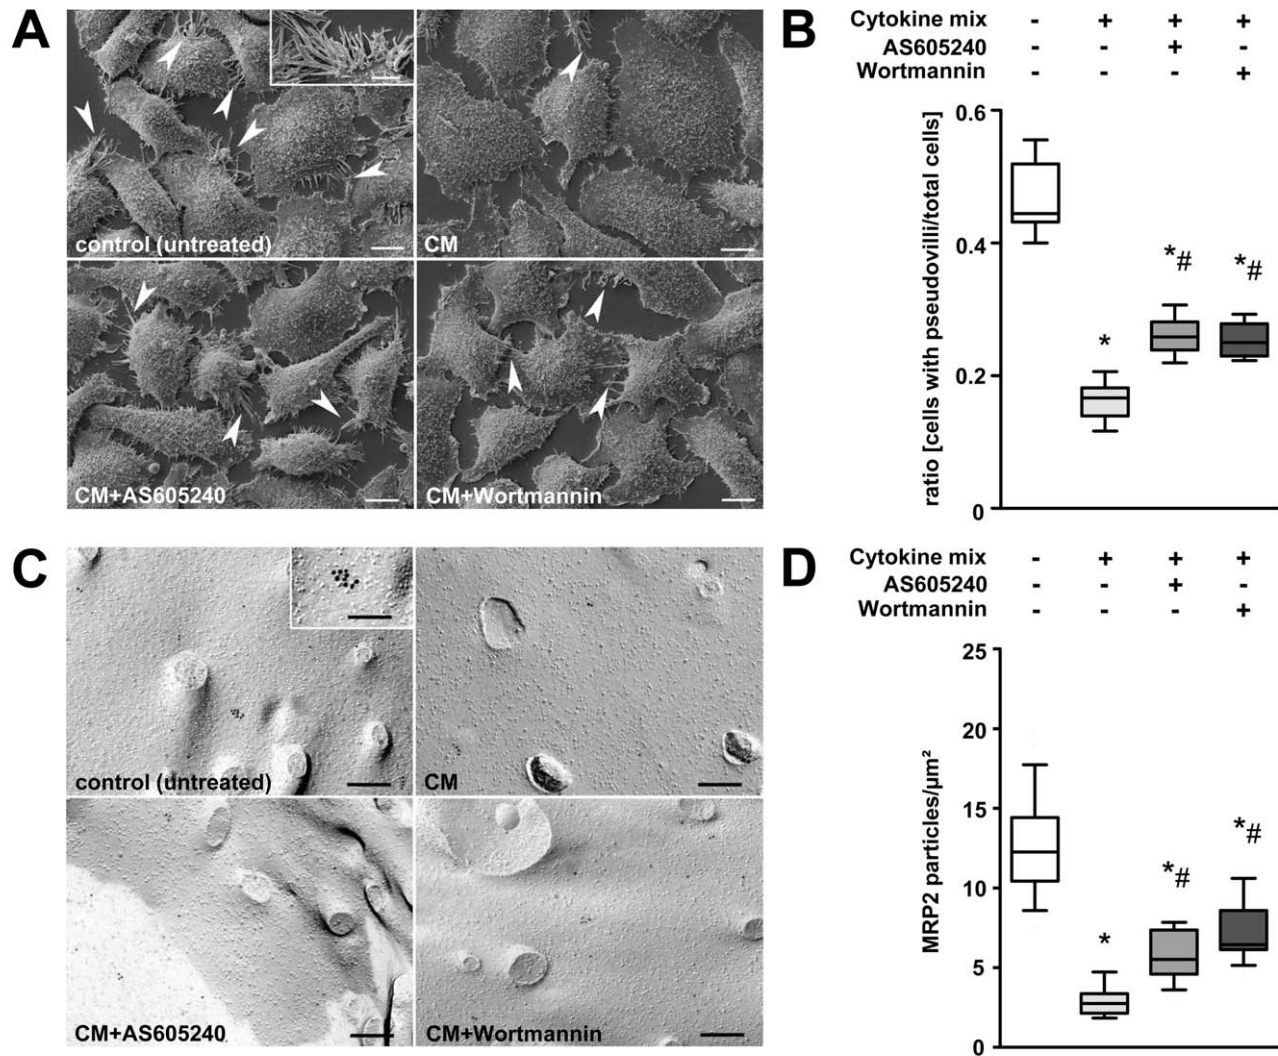 A
control (untreated)
CM
CM+AS605240
CM+Wortmannin
B
Cytokine mix - + + +
AS605240 - - + -
Wortmannin - - - +
ratio [cells with pseudovilli/total cells]
0.6
0.4
0.2
0
*
*#
*#
C
control (untreated)
CM
CM+AS605240
CM+Wortmannin
D
Cytokine mix - + + +
AS605240 - - + -
Wortmannin - - - +
MRP2 particles/µm²
25
20
15
10
5
0
*
*#
*#